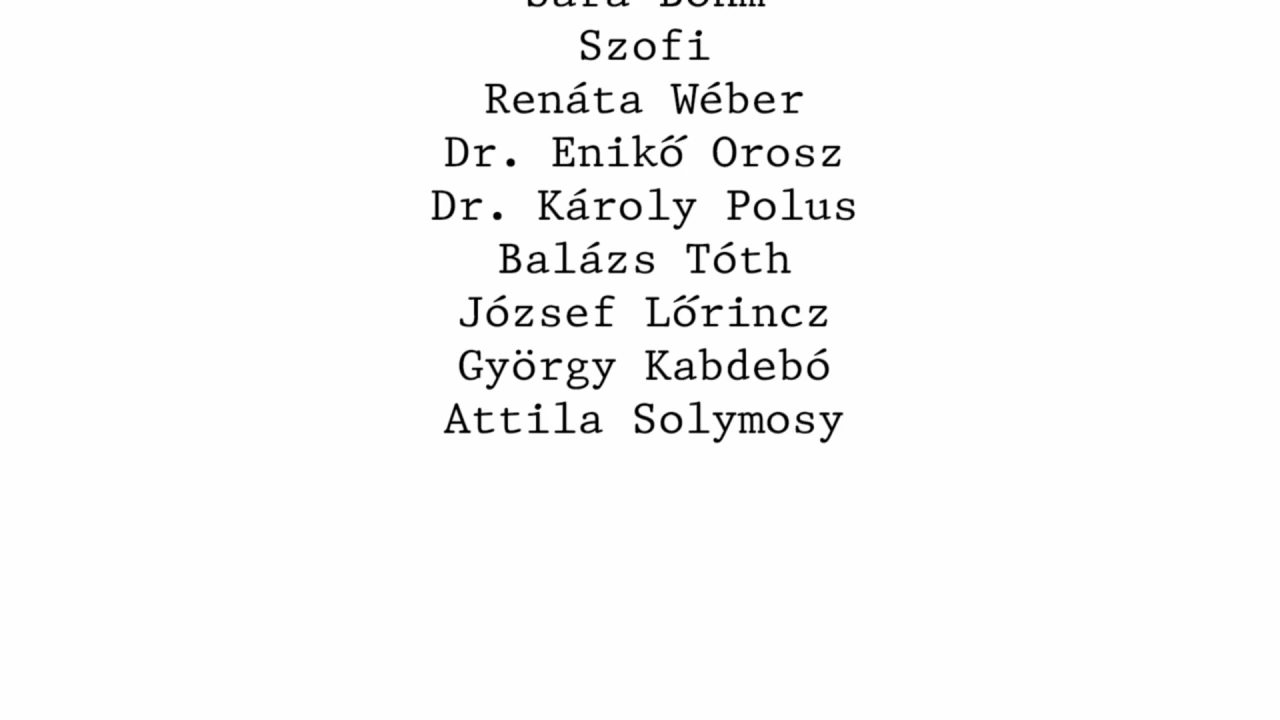 Szofi
Renáta Wéber
Dr. Enikő Orosz
Dr. Károly Polus
Balázs Tóth
József Lőrincz
György Kabdebó
Attila Solymosy